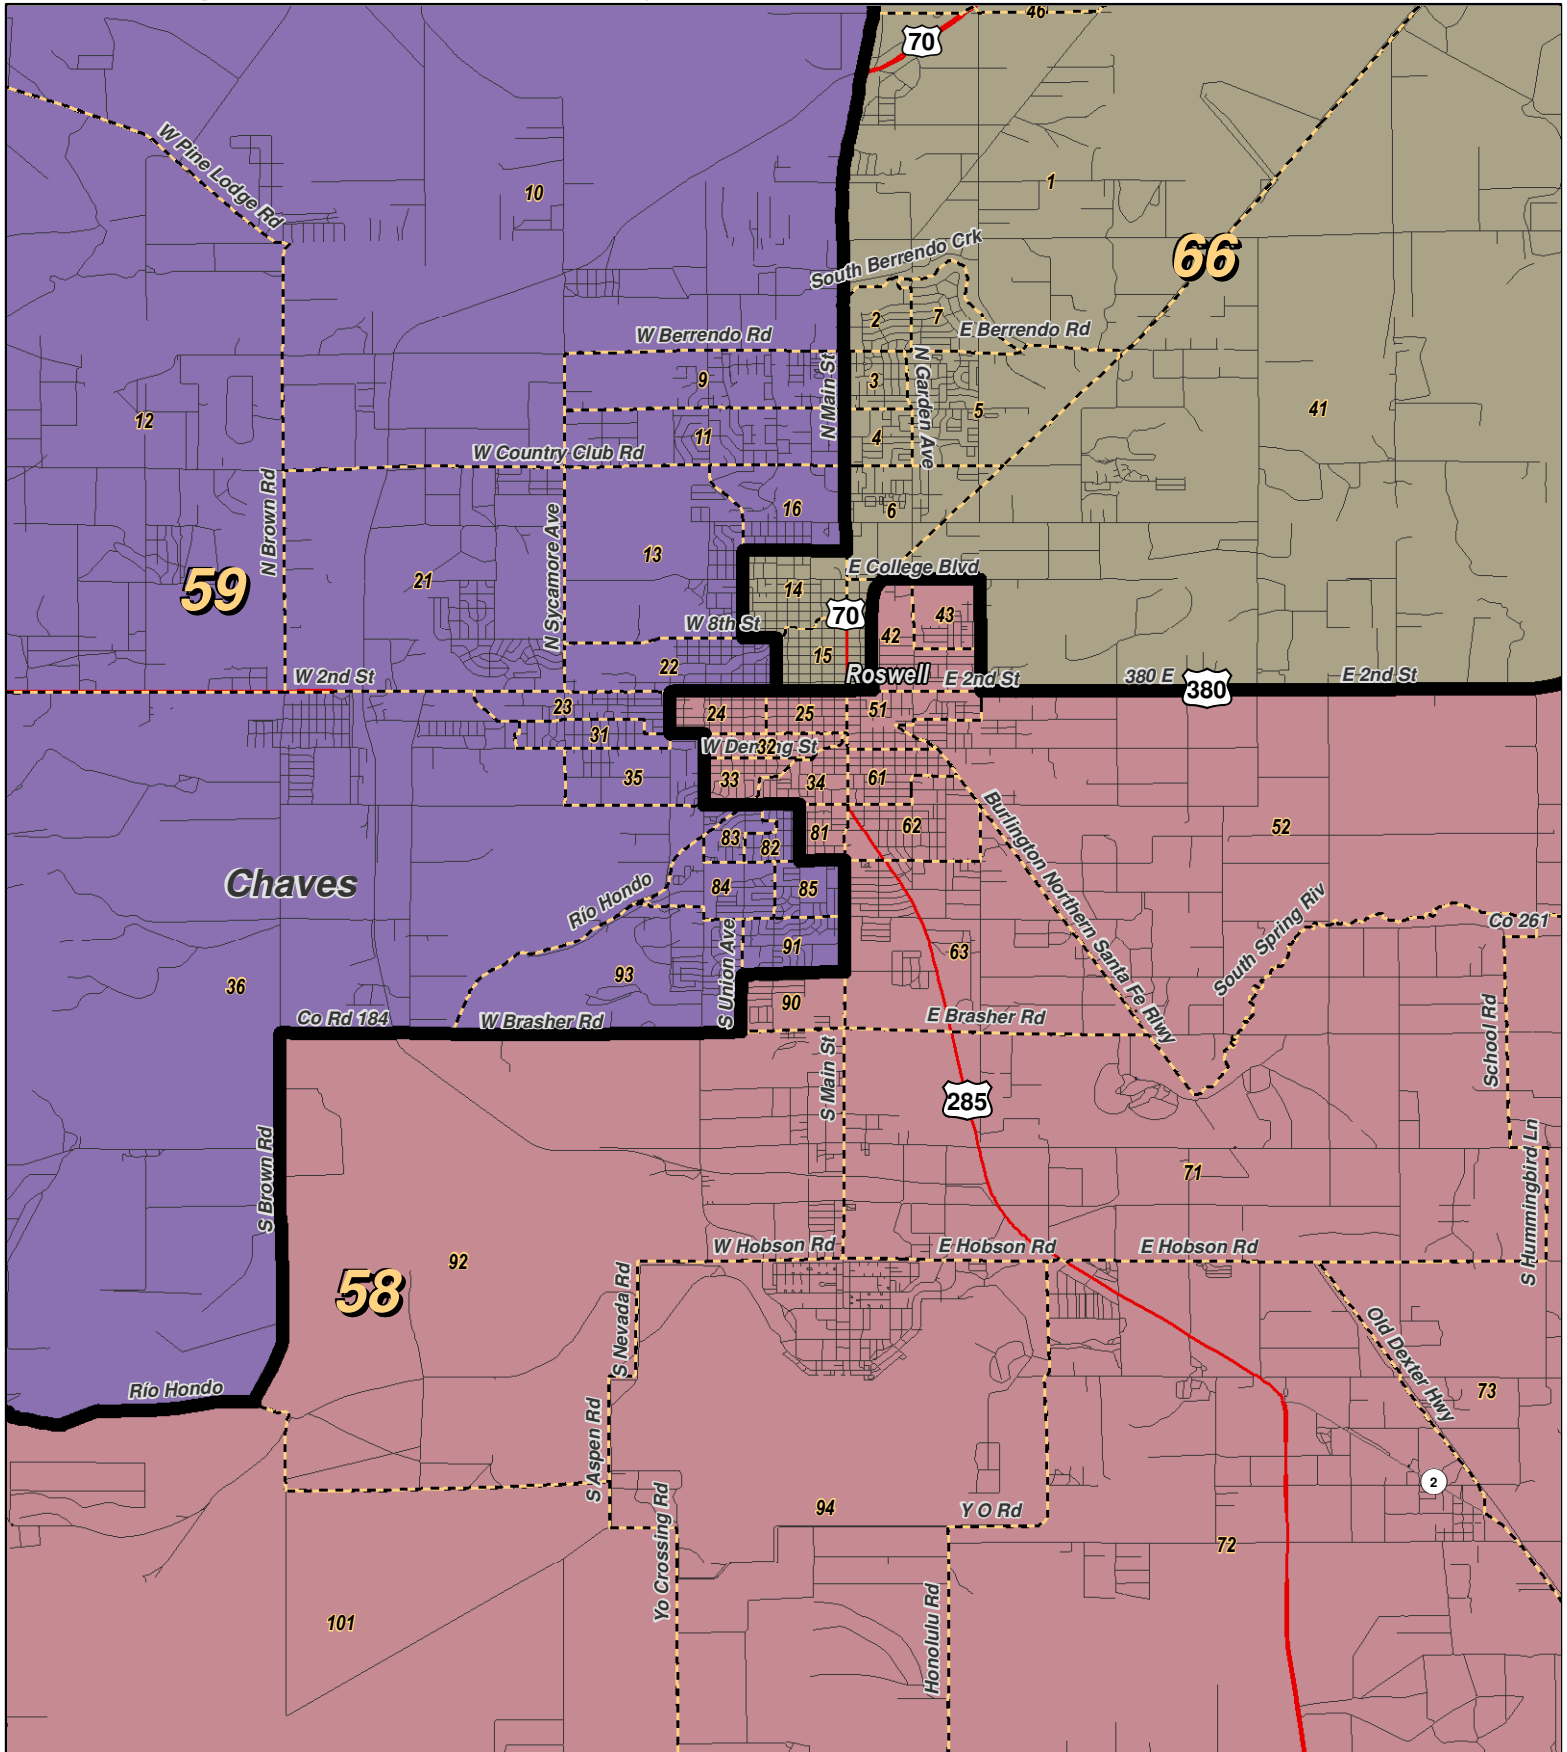 46
70
W Pine Lodge Rd
10
1
South Berrendo Crk
66
2
7
W Berrendo Rd
E Berrendo Rd
9
3
N Main St
N Garden Ave
12
11
4
5
41
W Country Club Rd
N Brown Rd
N Sycamore Ave
16
6
13
59
21
14
E College Blvd
70
43
W 8th St
42
15
22
Roswell
W 2nd St
E 2nd St
380 E
380
E 2nd St
23
24
25
51
31
W Deming St
32
35
33
34
61
Burlington Northern Santa Fe Rlwy
83
82
81
62
52
Chaves
Rio Hondo
84
85
South Spring Riv
Co 261
S Union Ave
91
63
36
93
90
School Rd
Co Rd 184
W Brasher Rd
E Brasher Rd
S Main St
285
S Brown Rd
71
S Hummingbird Ln
92
58
W Hobson Rd
E Hobson Rd
E Hobson Rd
S Nevada Rd
Old Dexter Hwy
Rio Hondo
73
S Aspen Rd
2
Yo Crossing Rd
94
Y O Rd
72
Honolulu Rd
101